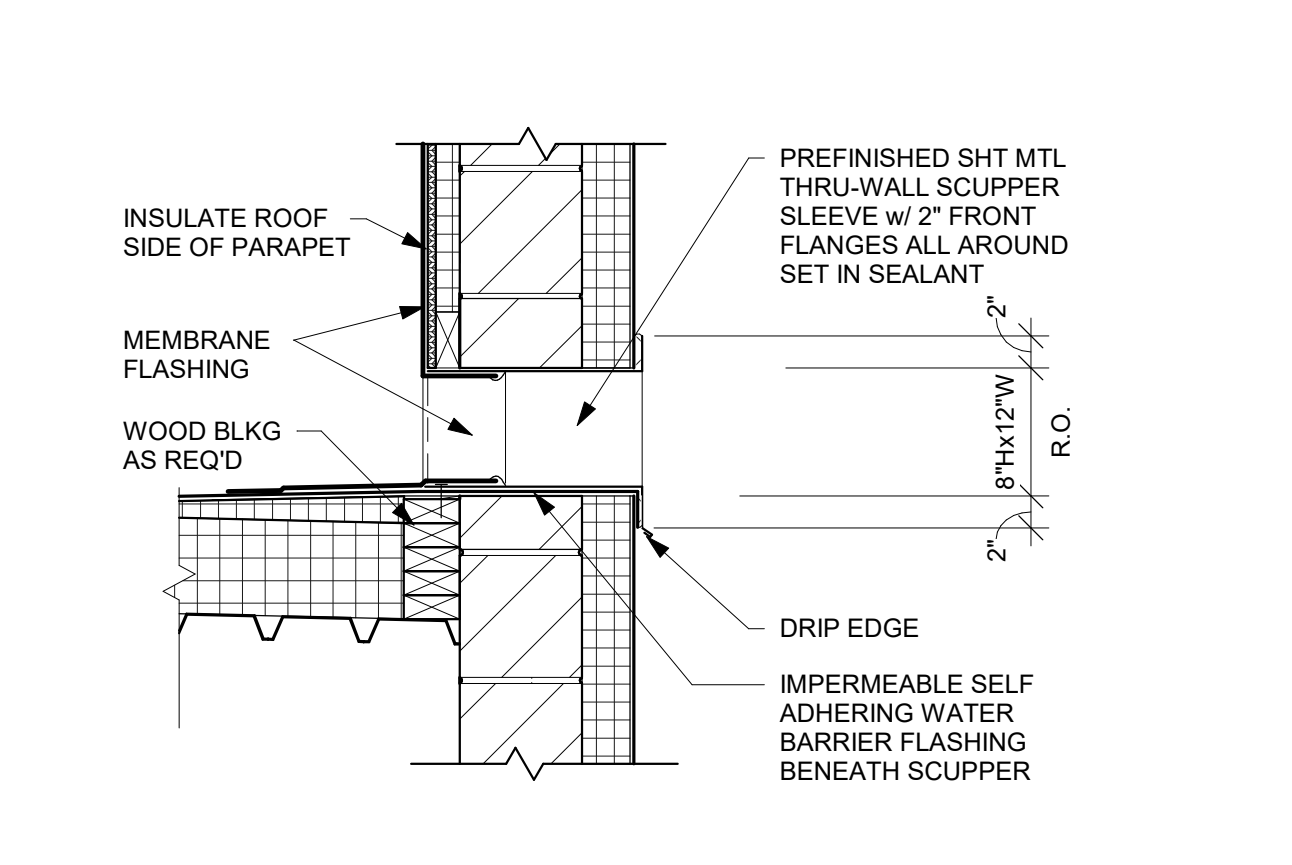 INSULATE ROOF
SIDE OF PARAPET
MEMBRANE
FLASHING
WOOD BLKG
AS REQ'D
PREFINISHED SHT MTL
THRU-WALL SCUPPER
SLEEVE w/ 2" FRONT
FLANGES ALL AROUND
SET IN SEALANT
2"
8"Hx12"W
R.O.
2"
DRIP EDGE
IMPERMEABLE SELF
ADHERING WATER
BARRIER FLASHING
BENEATH SCUPPER